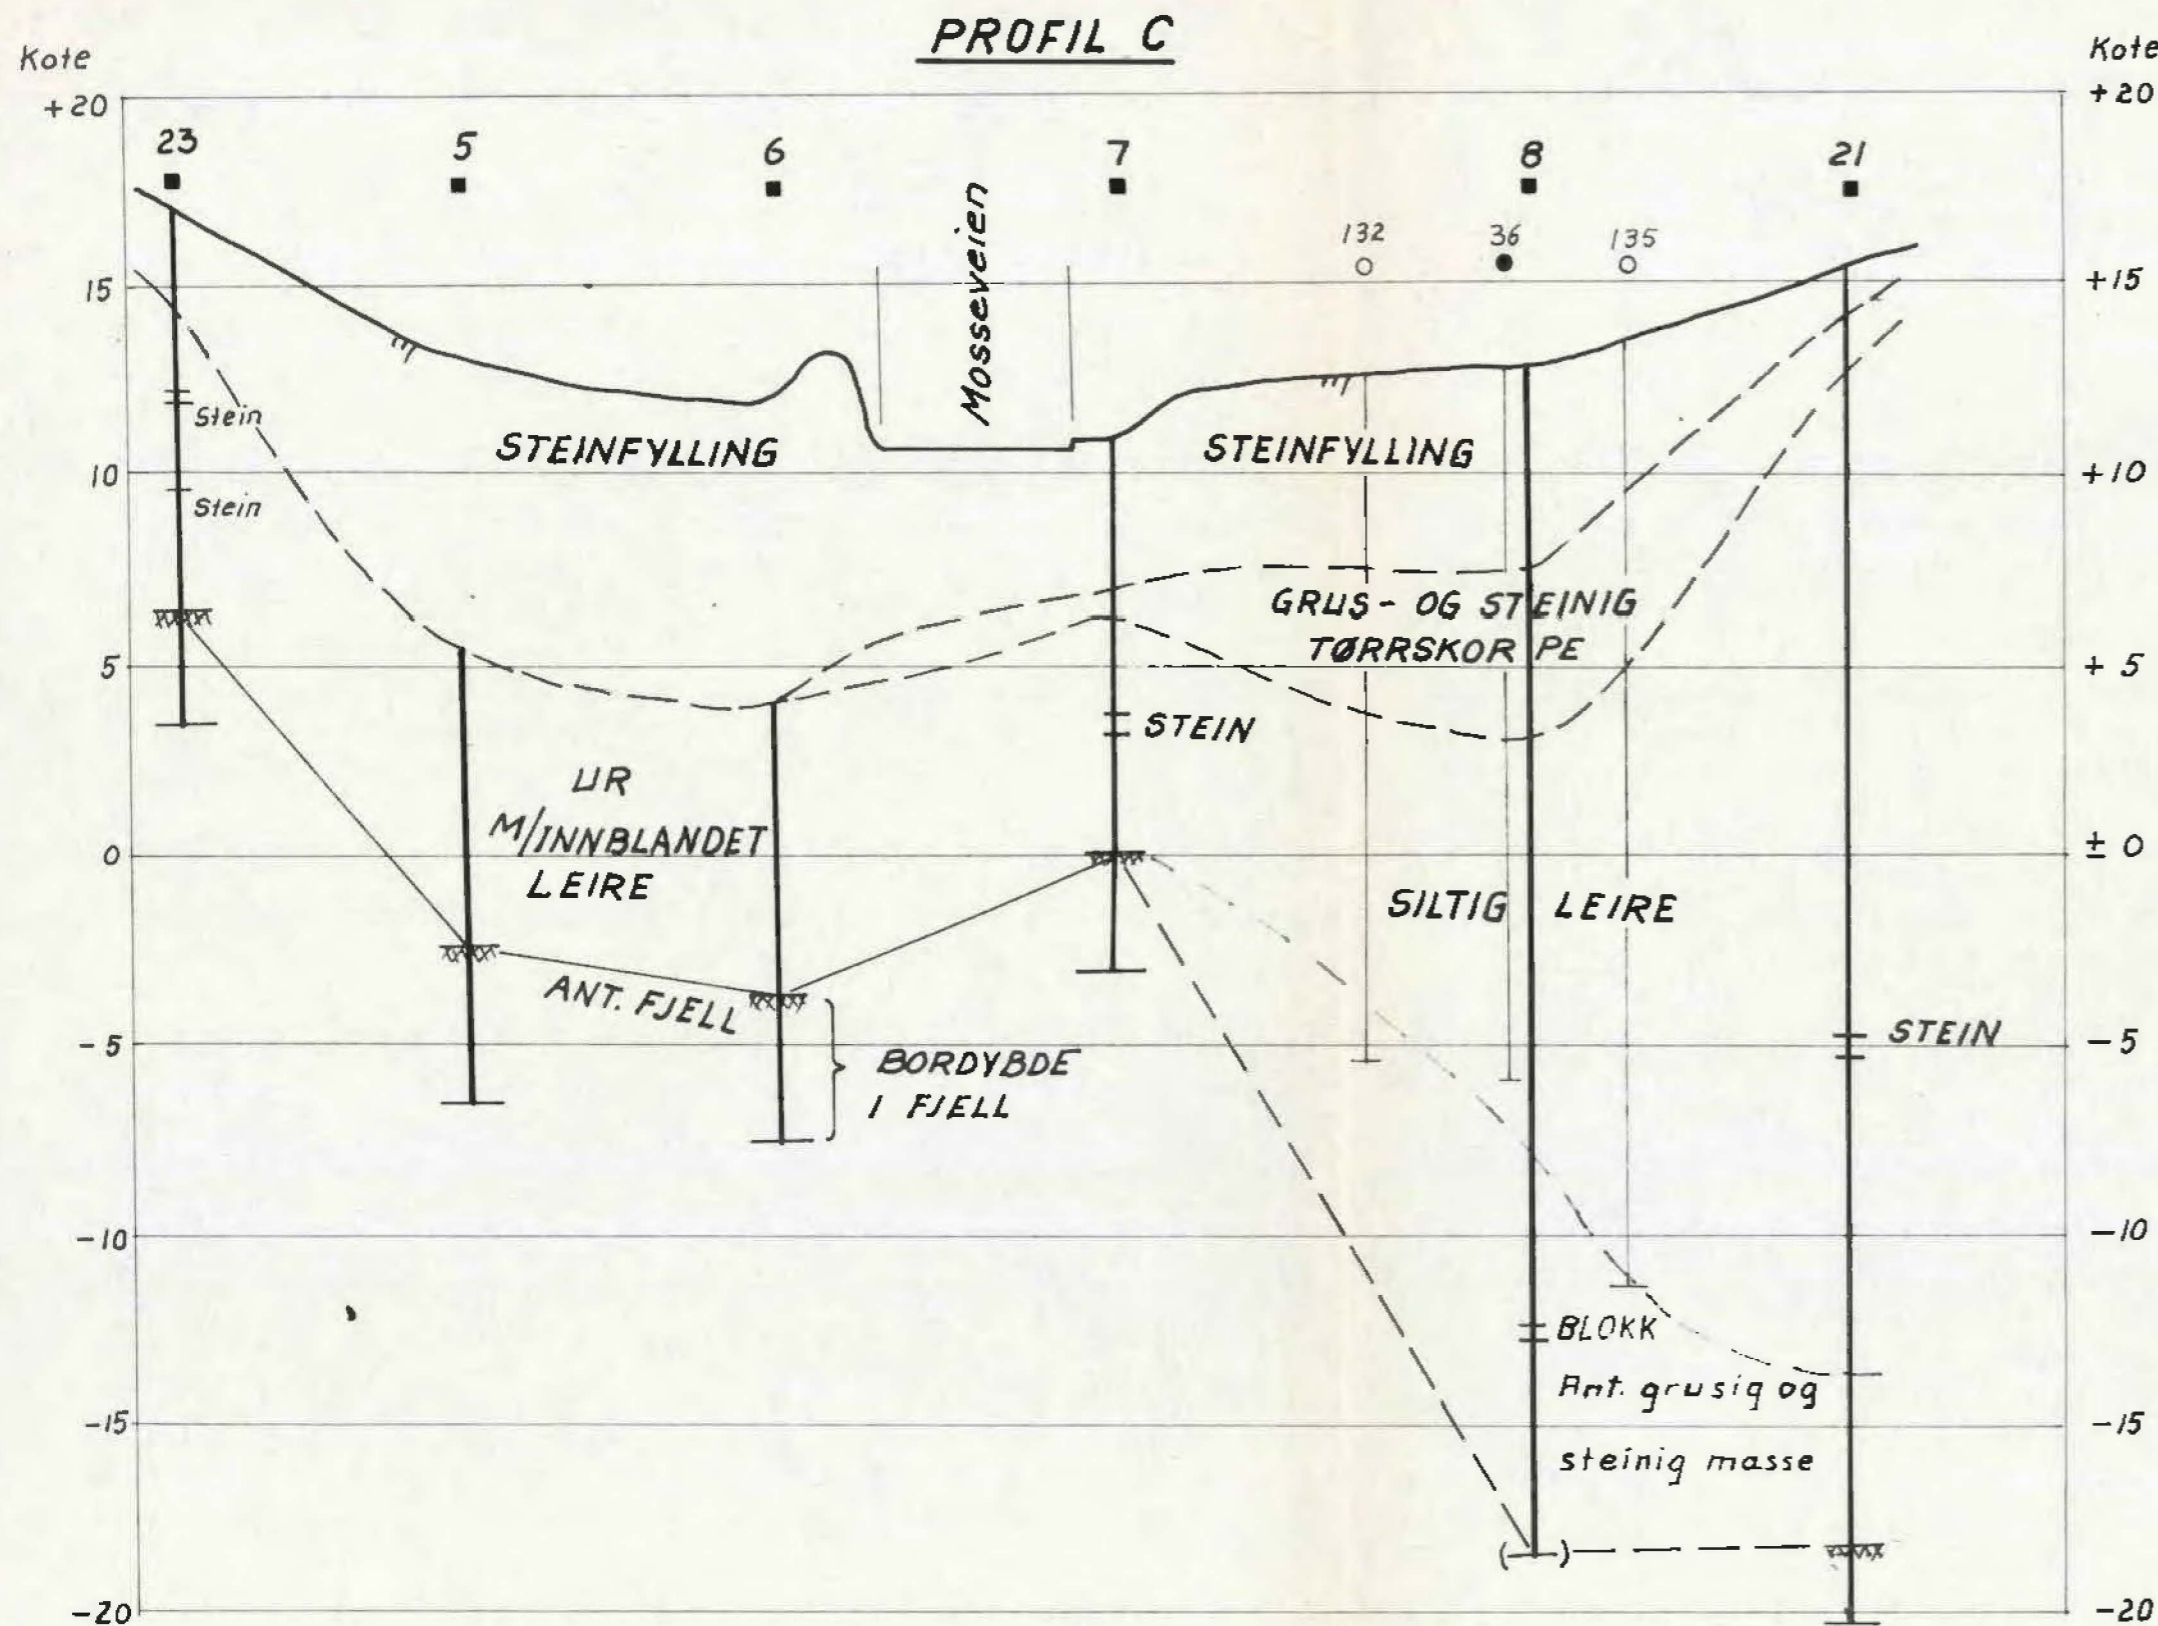 PROFIL C
Kote
Kote
+20
+20
23
5
6
7
8
21
Mosseveien
132
36
135
15
+15
Stein
STEINFYLLING
STEINFYLLING
10
+10
Stein
GRUS- OG STEINIG
TØRRSKORPE
5
+5
STEIN
UR
M/INNBLANDET
LEIRE
0
± 0
SILTIG LEIRE
ANT. FJELL
-5
-5
STEIN
BORDYBDE
I FJELL
-10
-10
BLOKK
Ant. grusig og
steinig masse
-15
-15
( )
-20
-20